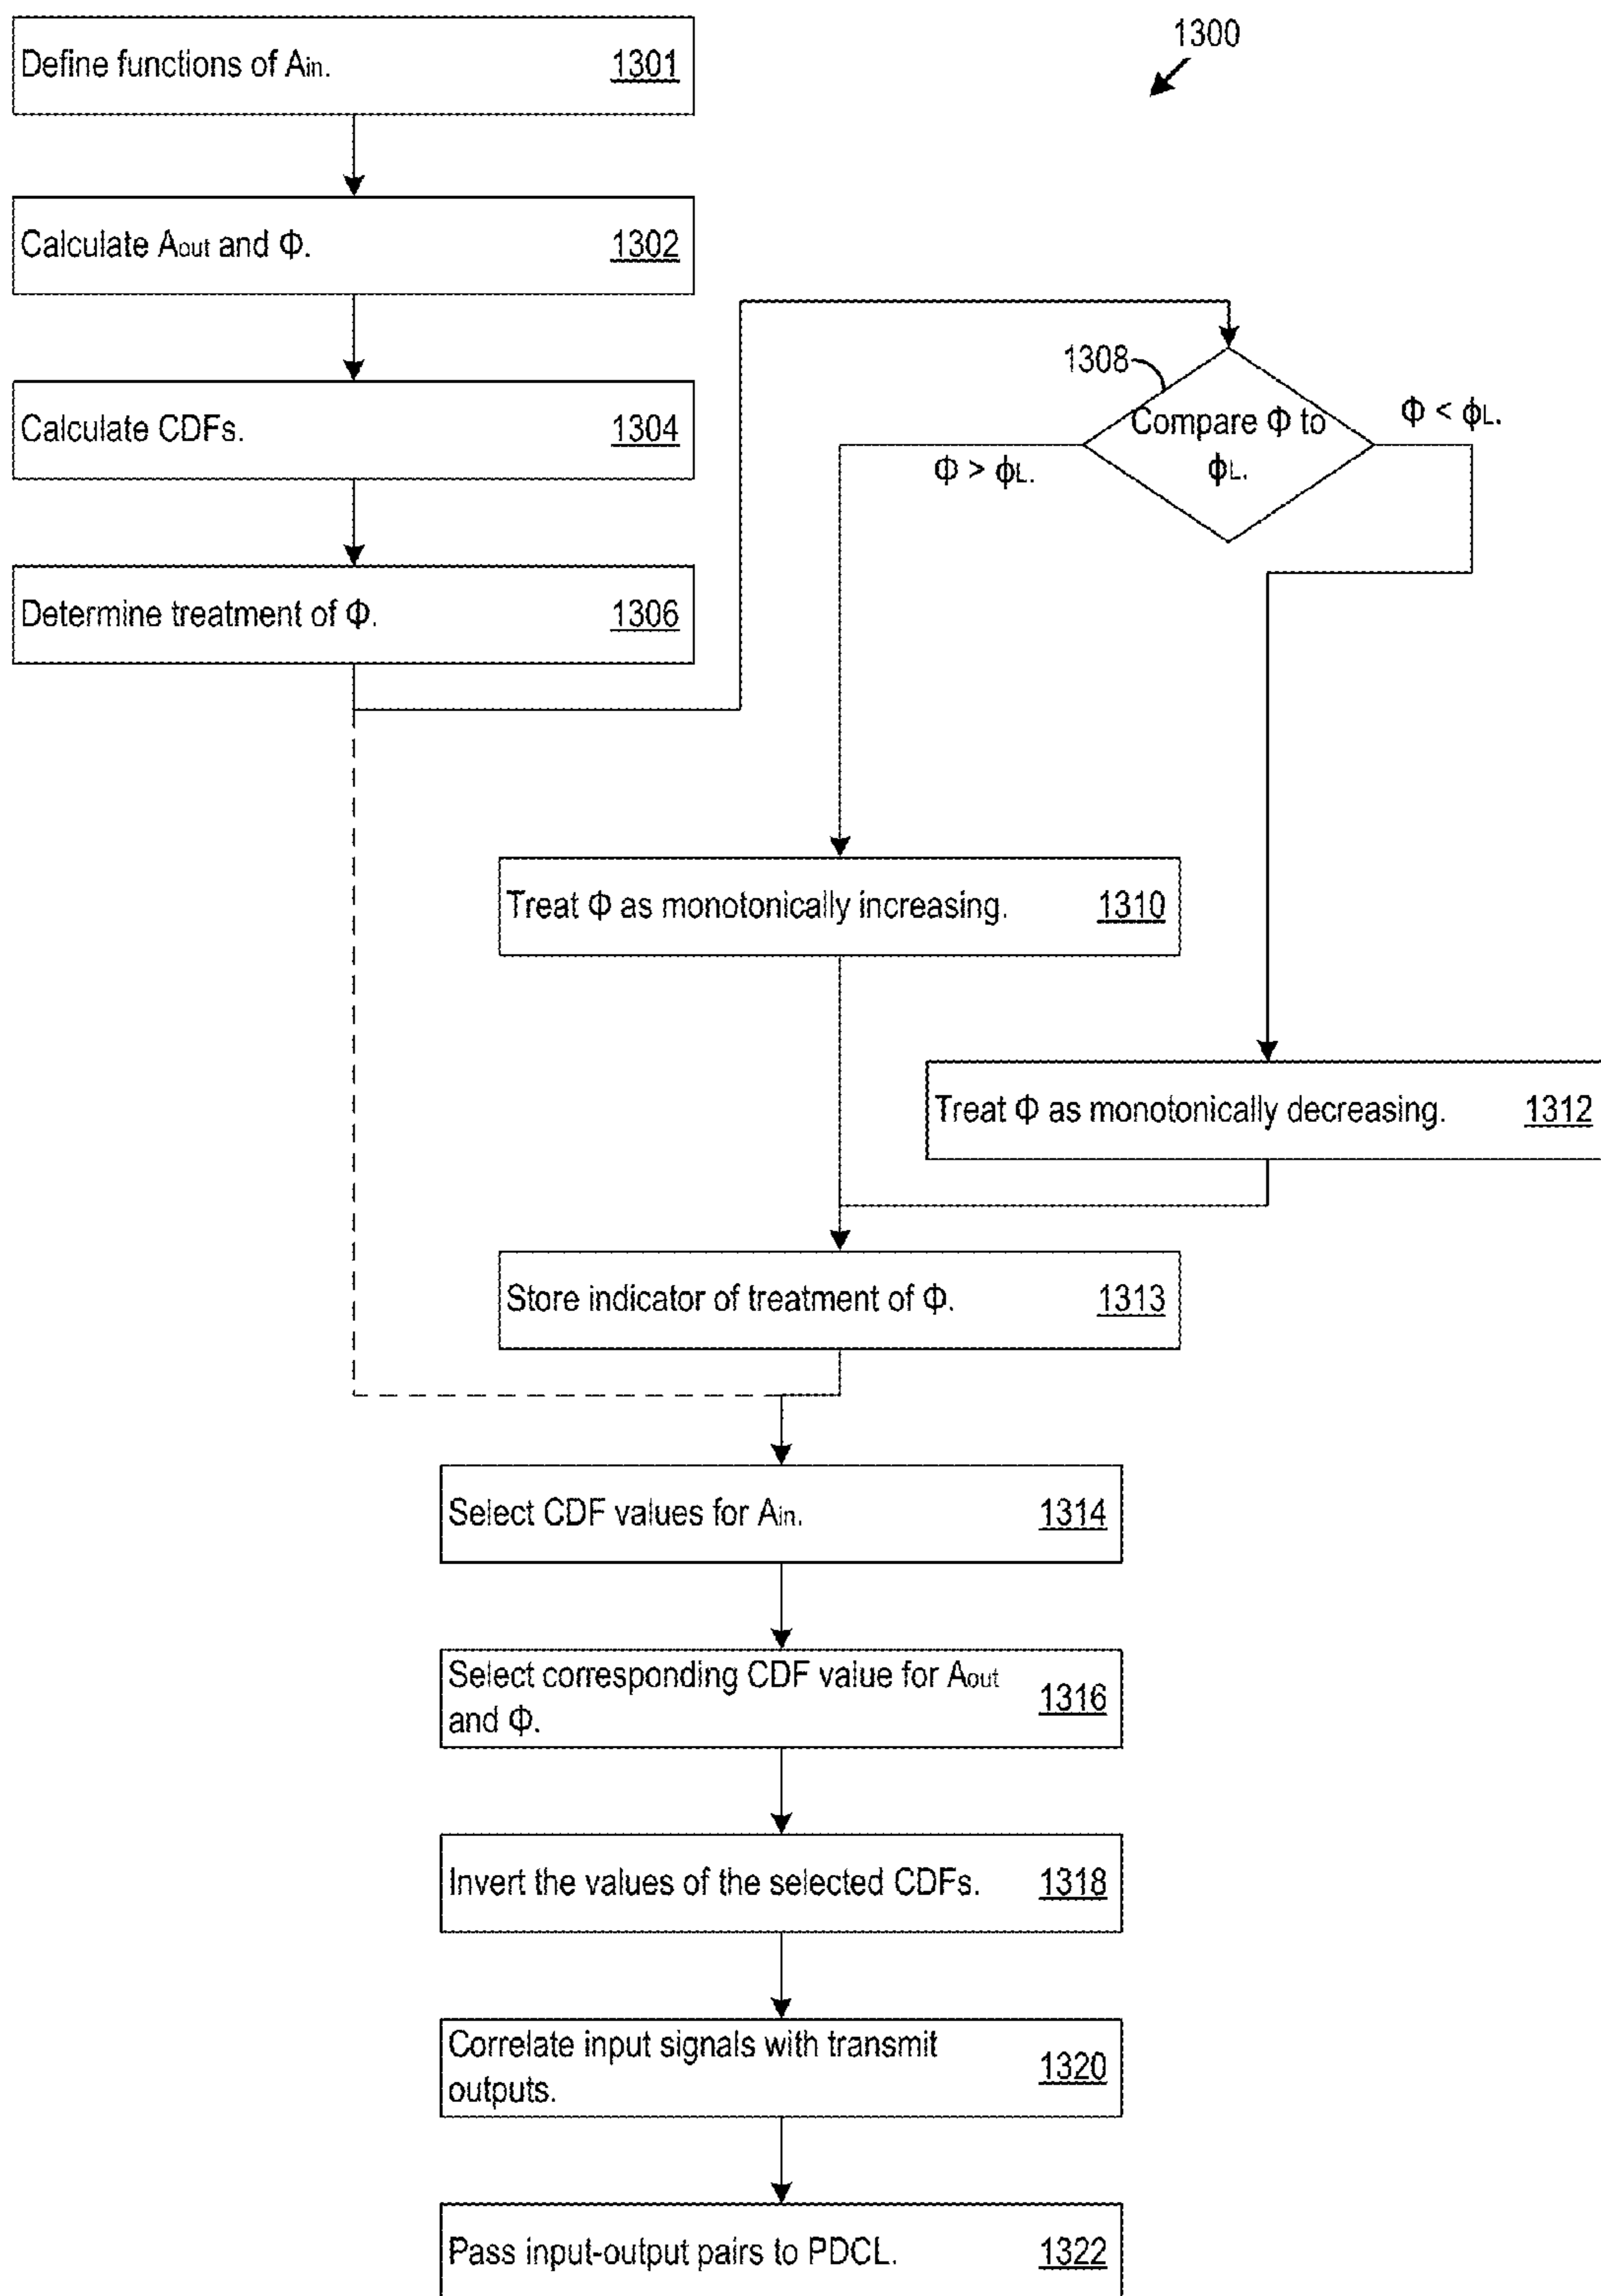 1300
Define functions of Ain. 1301
Calculate Aout and Φ. 1302
Calculate CDFs. 1304
Determine treatment of Φ. 1306
1308
Compare Φ to
ϕL.
Φ < ϕL.
Φ > ϕL.
Treat Φ as monotonically increasing. 1310
Treat Φ as monotonically decreasing. 1312
Store indicator of treatment of Φ. 1313
Select CDF values for Ain. 1314
Select corresponding CDF value for Aout
and Φ. 1316
Invert the values of the selected CDFs. 1318
Correlate input signals with transmit
outputs. 1320
Pass input-output pairs to PDCL. 1322